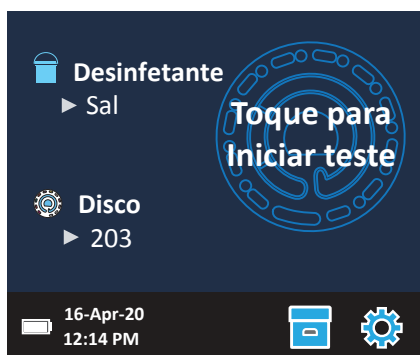 Desinfetante
► Sal
Toque para
Iniciar teste
Disco
► 203
16-Apr-20
12:14 PM